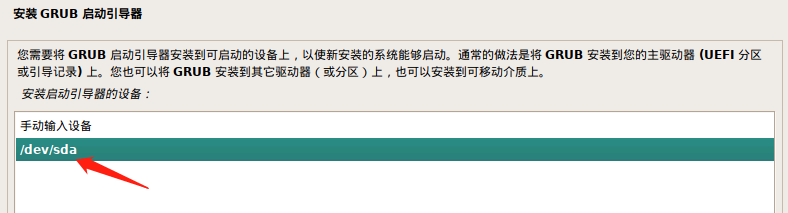 安装 GRUB 启动引导器
您需要将 GRUB 启动引导器安装到可启动的设备上，以使新安装的系统能够启动。通常的做法是将 GRUB 安装到您的主驱动器 (UEFI 分区
或引导记录) 上。您也可以将 GRUB 安装到其它驱动器（或分区）上，也可以安装到可移动介质上。
安装启动引导器的设备：
手动输入设备
/dev/sda